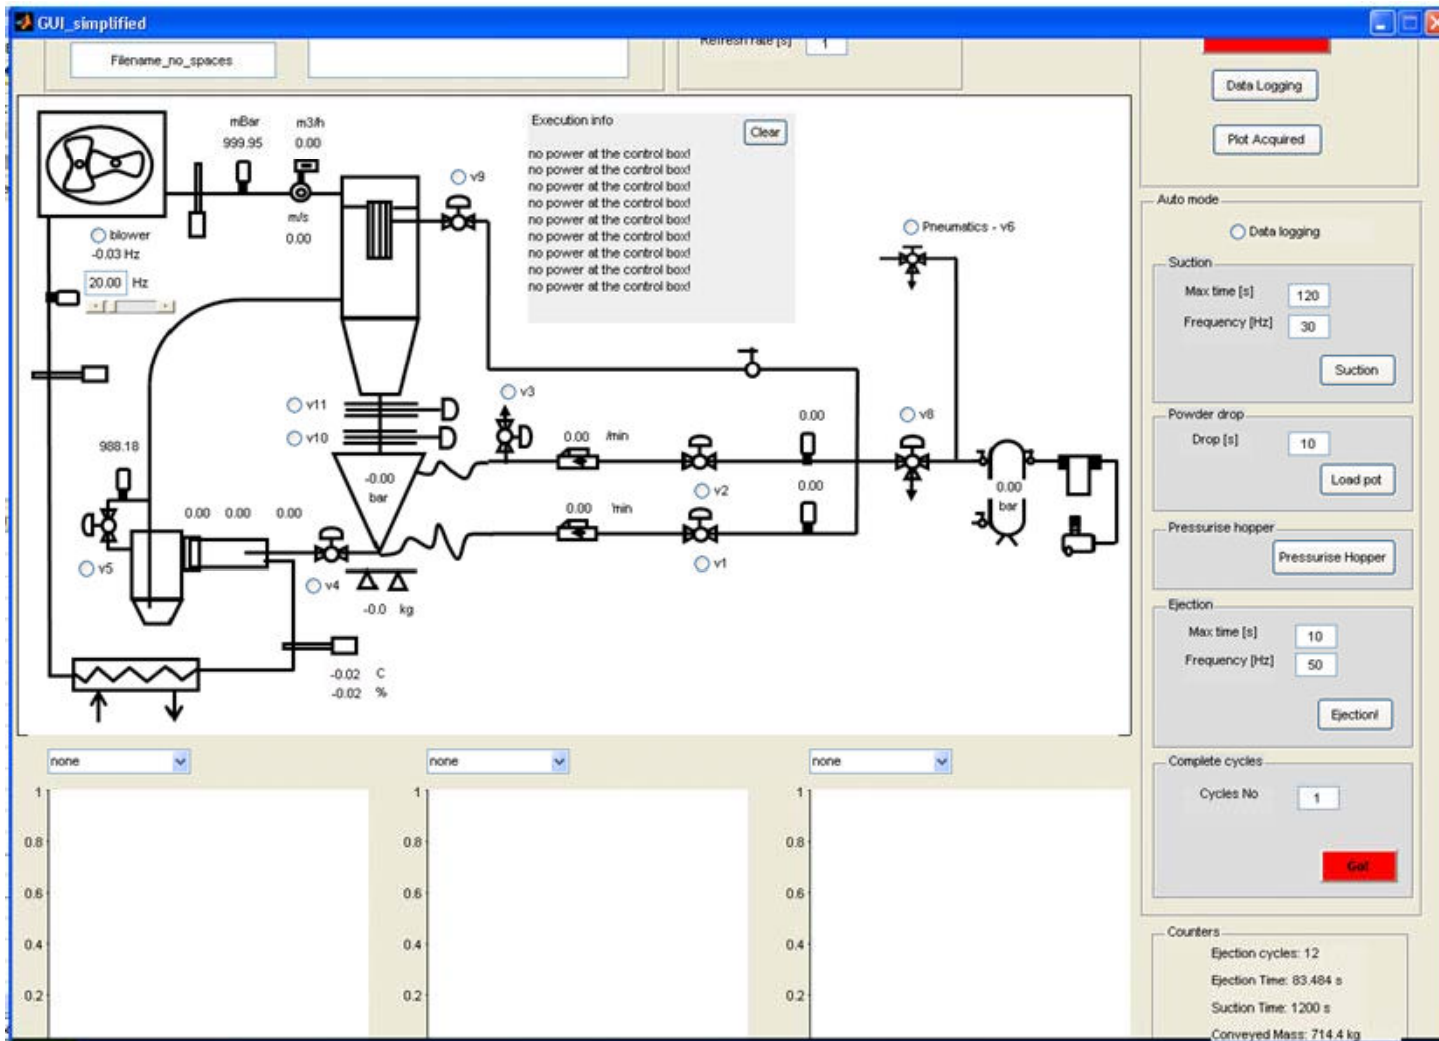 GUI_simplified
Filename_no_spaces
Refresh rate [s] 1
Data Logging
Plot Acquired
mBar
999.95
m3/h
0.00
m/s
0.00
Execution info
Clear
no power at the control box!
no power at the control box!
no power at the control box!
no power at the control box!
no power at the control box!
no power at the control box!
no power at the control box!
no power at the control box!
no power at the control box!
v9
blower
-0.03 Hz
20.00 Hz
Pneumatics - v6
v11
v10
v3
988.18
0.00 /min
0.00
v8
-0.00
bar
v2
0.00 'min
0.00
0.00
bar
0.00 0.00 0.00
v5
v4
v1
-0.0 kg
-0.02 C
-0.02 %
Auto mode
Data logging
Suction
Max time [s] 120
Frequency [Hz] 30
Suction
Powder drop
Drop [s] 10
Load pot
Pressurise hopper
Pressurise Hopper
Ejection
Max time [s] 10
Frequency [Hz] 50
Ejection!
Complete cycles
Cycles No 1
Go!
Counters
Ejection cycles: 12
Ejection Time: 83.484 s
Suction Time: 1200 s
Conveyed Mass: 714.4 kg
none
none
none
1
0.8
0.6
0.4
0.2
1
0.8
0.6
0.4
0.2
1
0.8
0.6
0.4
0.2